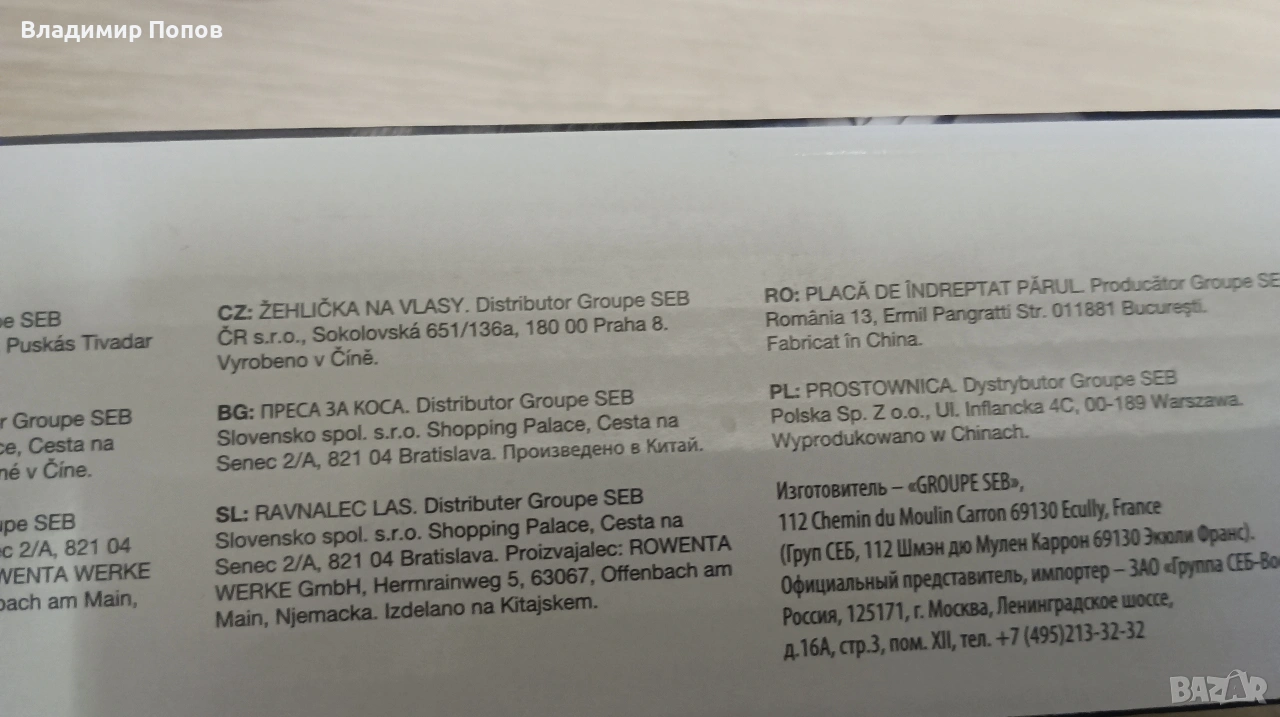 Владимир Попов
pe SEB
Puskás Tivadar
r Groupe SEB
ce, Cesta na
né v Číne.
upe SEB
c 2/A, 821 04
WENTA WERKE
bach am Main,
CZ: ŽEHLIČKA NA VLASY. Distributor Groupe SEB
ČR s.r.o., Sokolovská 651/136a, 180 00 Praha 8.
Vyrobeno v Číně.
BG: ПРЕСА ЗА КОСА. Distributor Groupe SEB
Slovensko spol. s.r.o. Shopping Palace, Cesta na
Senec 2/A, 821 04 Bratislava. Произведено в Китай.
SL: RAVNALEC LAS. Distributer Groupe SEB
Slovensko spol. s.r.o. Shopping Palace, Cesta na
Senec 2/A, 821 04 Bratislava. Proizvajalec: ROWENTA
WERKE GmbH, Herrnrainweg 5, 63067, Offenbach am
Main, Njemacka. Izdelano na Kitajskem.
RO: PLACĂ DE ÎNDREPTAT PĂRUL. Producător Groupe SE
România 13, Ermil Pangratti Str. 011881 Bucureşti.
Fabricat în China.
PL: PROSTOWNICA. Dystrybutor Groupe SEB
Polska Sp. Z o.o., Ul. Inflancka 4C, 00-189 Warszawa.
Wyprodukowano w Chinach.
Изготовитель – «GROUPE SEB»,
112 Chemin du Moulin Carron 69130 Ecully, France
(Груп СЕБ, 112 Шмэн дю Мулен Каррон 69130 Экюли Франс).
Официальный представитель, импортер – ЗАО «Группа СЕБ-Во
Россия, 125171, г. Москва, Ленинградское шоссе,
д.16А, стр.3, пом. XII, тел. +7 (495)213-32-32
BAZAR